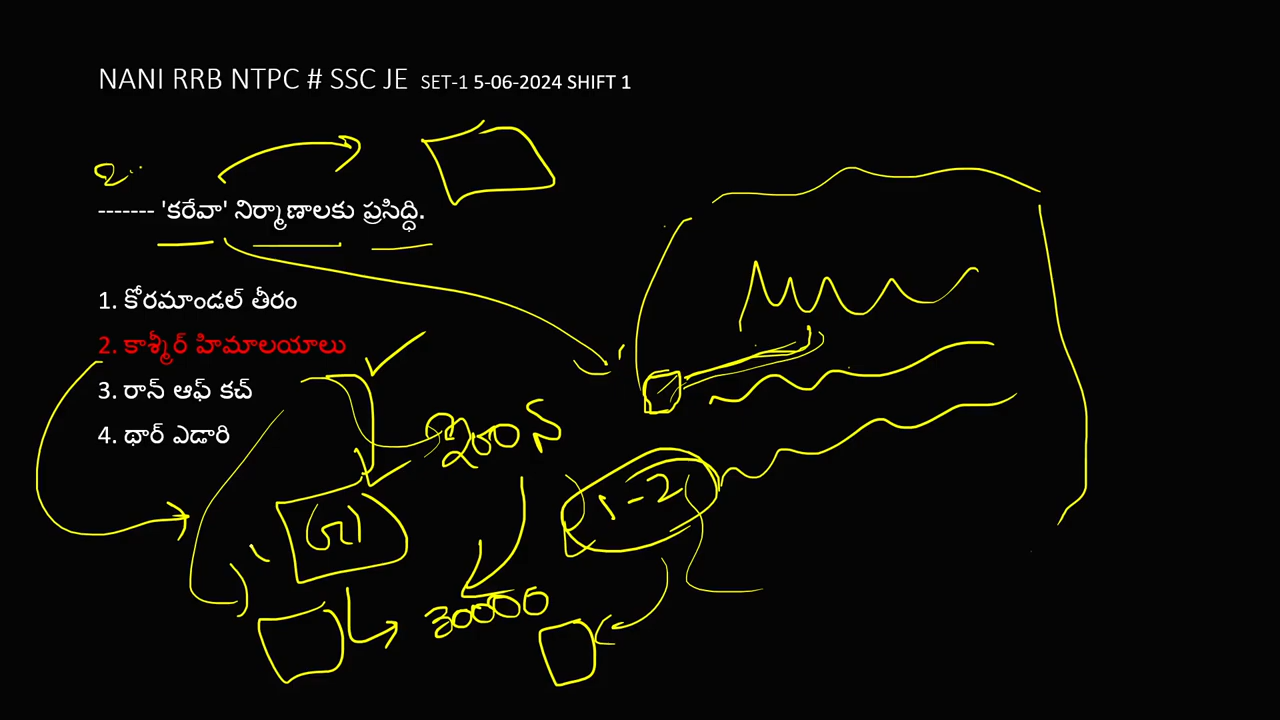 NANI RRB NTPC # SSC JE SET-1 5-06-2024 SHIFT 1
------- 'కరేవా' నిర్మాణాలకు ప్రసిద్ధి.
1. కోరమాండల్ తీరం
2. కాశ్మీర్ హిమాలయాలు
3. రాన్ ఆఫ్ కచ్
4. థార్ ఎడారి
1-2